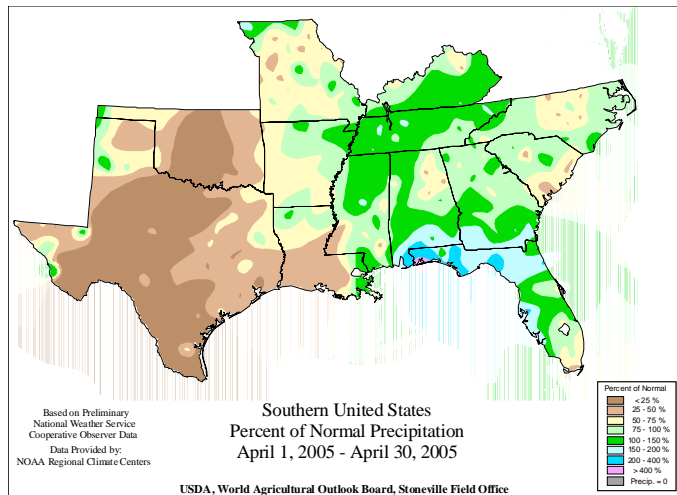 Based on Preliminary
National Weather Service
Cooperative Observer Data
Data Provided by:
NOAA Regional Climate Centers
Southern United States
Percent of Normal Precipitation
April 1, 2005 - April 30, 2005
USDA, World Agricultural Outlook Board, Stoneville Field Office
Percent of Normal
< 25 %
25 - 50 %
50 - 75 %
75 - 100 %
100 - 150 %
150 - 200 %
200 - 400 %
> 400 %
Precip. = 0